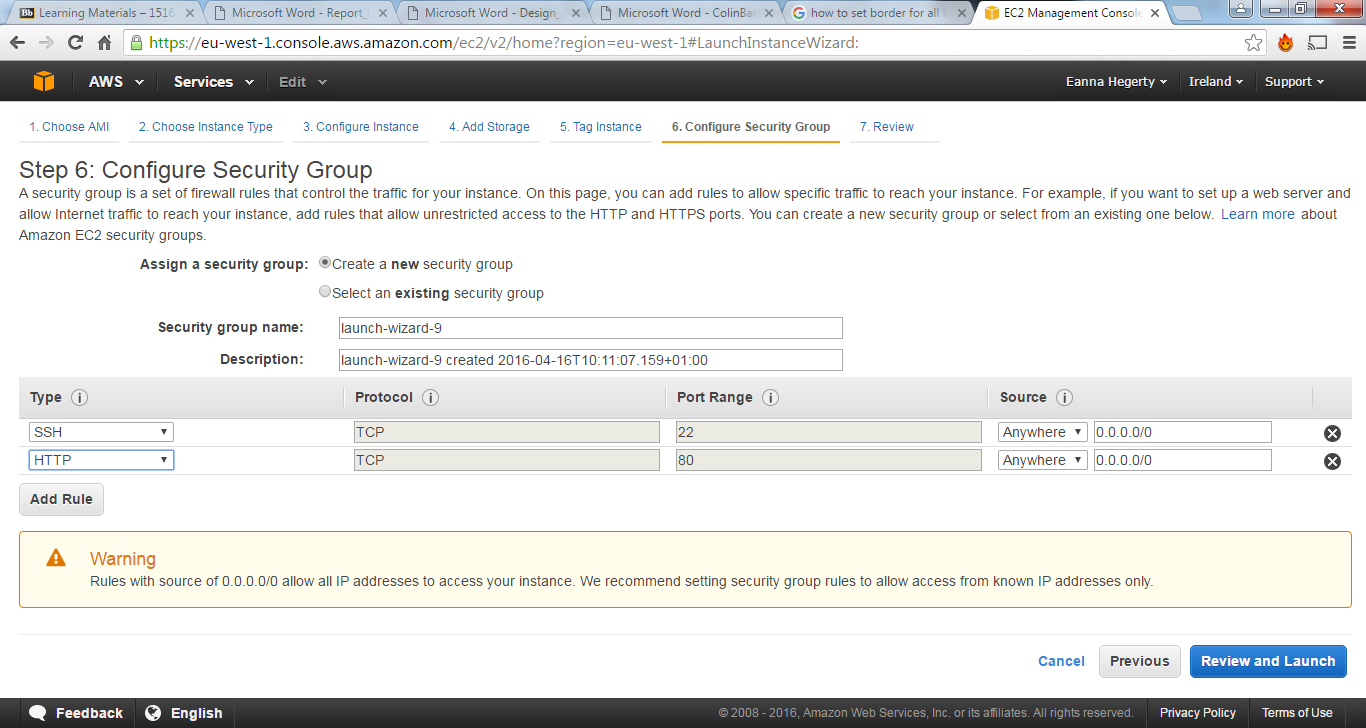 Learning Materials – 1516
Microsoft Word - Report_
Microsoft Word - Design_
Microsoft Word - ColinBa
how to set border for all i
EC2 Management Console
https://eu-west-1.console.aws.amazon.com/ec2/v2/home?region=eu-west-1#LaunchInstanceWizard:
AWS Services Edit Eanna Hegerty Ireland Support
1. Choose AMI 2. Choose Instance Type 3. Configure Instance 4. Add Storage 5. Tag Instance 6. Configure Security Group 7. Review
Step 6: Configure Security Group
A security group is a set of firewall rules that control the traffic for your instance. On this page, you can add rules to allow specific traffic to reach your instance. For example, if you want to set up a web server and
allow Internet traffic to reach your instance, add rules that allow unrestricted access to the HTTP and HTTPS ports. You can create a new security group or select from an existing one below. Learn more about
Amazon EC2 security groups.
Assign a security group: Create a new security group
Select an existing security group
Security group name: launch-wizard-9
Description: launch-wizard-9 created 2016-04-16T10:11:07.159+01:00
Type Protocol Port Range Source
SSH TCP 22 Anywhere 0.0.0.0/0
HTTP TCP 80 Anywhere 0.0.0.0/0
Add Rule
Warning
Rules with source of 0.0.0.0/0 allow all IP addresses to access your instance. We recommend setting security group rules to allow access from known IP addresses only.
Cancel Previous Review and Launch
Feedback English © 2008 - 2016, Amazon Web Services, Inc. or its affiliates. All rights reserved. Privacy Policy Terms of Use